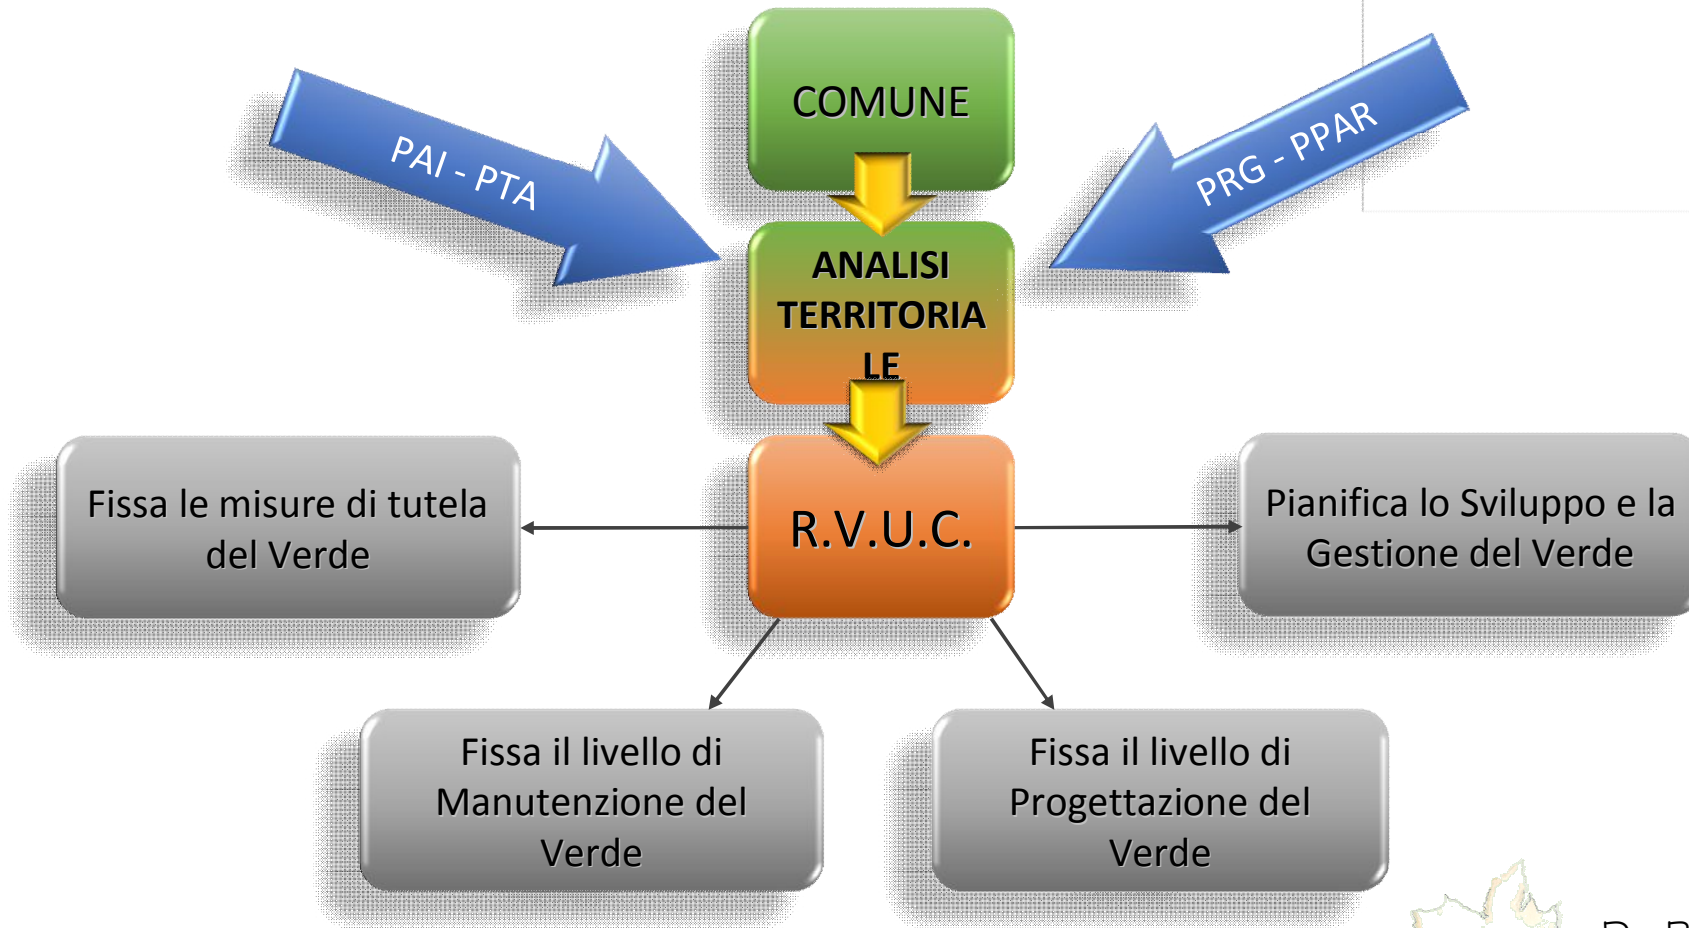 COMUNE
PAI - PTA
PRG - PPAR
ANALISI
TERRITORIA
LE
R.V.U.C.
Fissa le misure di tutela
del Verde
Pianifica lo Sviluppo e la
Gestione del Verde
Fissa il livello di
Manutenzione del
Verde
Fissa il livello di
Progettazione del
Verde